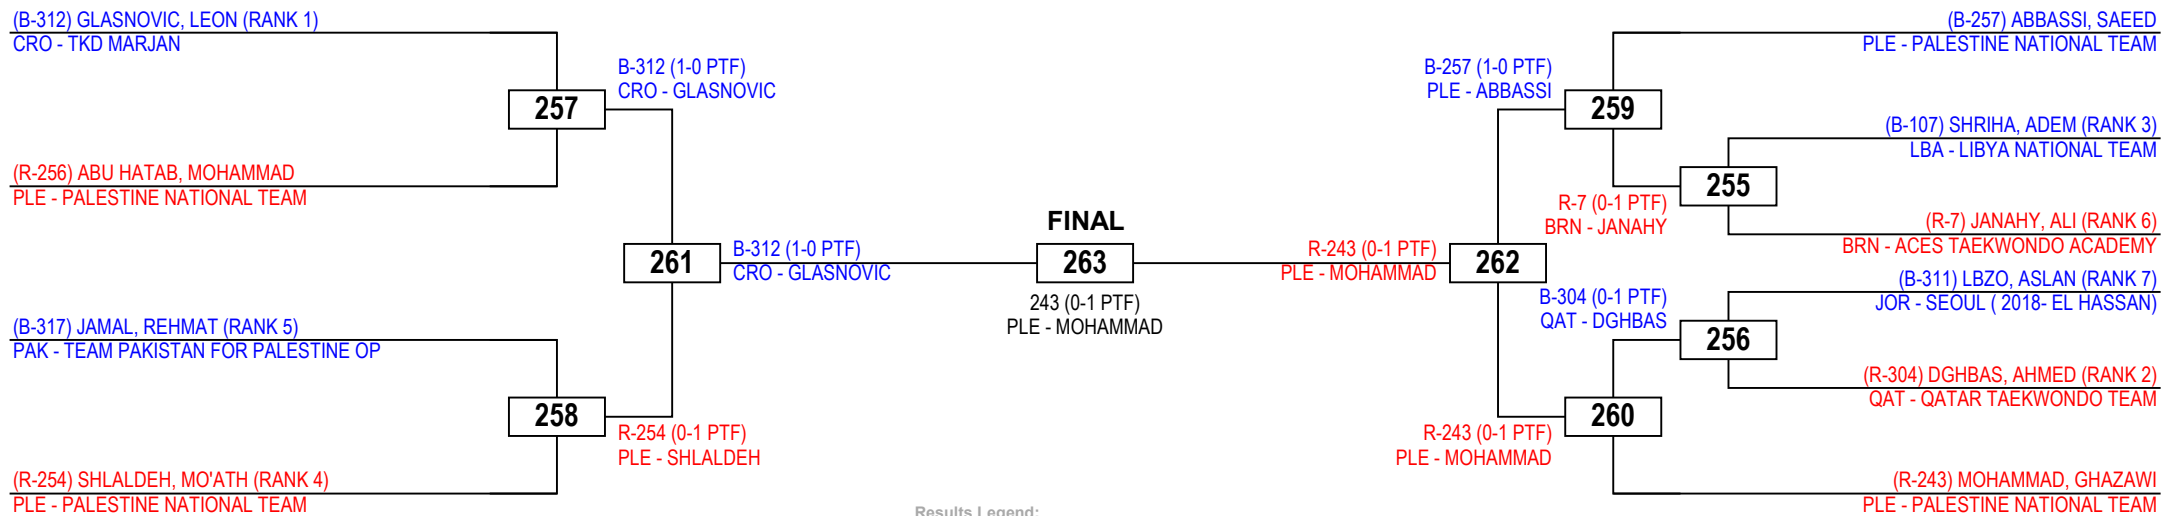 (B-312) GLASNOVIC, LEON (RANK 1)
CRO - TKD MARJAN
B-312 (1-0 PTF)
CRO - GLASNOVIC
257
(R-256) ABU HATAB, MOHAMMAD
PLE - PALESTINE NATIONAL TEAM
261
B-312 (1-0 PTF)
CRO - GLASNOVIC
(B-317) JAMAL, REHMAT (RANK 5)
PAK - TEAM PAKISTAN FOR PALESTINE OP
258
R-254 (0-1 PTF)
PLE - SHLALDEH
(R-254) SHLALDEH, MO'ATH (RANK 4)
PLE - PALESTINE NATIONAL TEAM
FINAL
263
243 (0-1 PTF)
PLE - MOHAMMAD
Results Legend:
(B-257) ABBASSI, SAEED
PLE - PALESTINE NATIONAL TEAM
B-257 (1-0 PTF)
PLE - ABBASSI
259
(B-107) SHRIHA, ADEM (RANK 3)
LBA - LIBYA NATIONAL TEAM
255
R-7 (0-1 PTF)
BRN - JANAHY
(R-7) JANAHY, ALI (RANK 6)
BRN - ACES TAEKWONDO ACADEMY
R-243 (0-1 PTF)
PLE - MOHAMMAD
262
(B-311) LBZO, ASLAN (RANK 7)
JOR - SEOUL ( 2018- EL HASSAN)
B-304 (0-1 PTF)
QAT - DGHBAS
256
(R-304) DGHBAS, AHMED (RANK 2)
QAT - QATAR TAEKWONDO TEAM
260
R-243 (0-1 PTF)
PLE - MOHAMMAD
(R-243) MOHAMMAD, GHAZAWI
PLE - PALESTINE NATIONAL TEAM